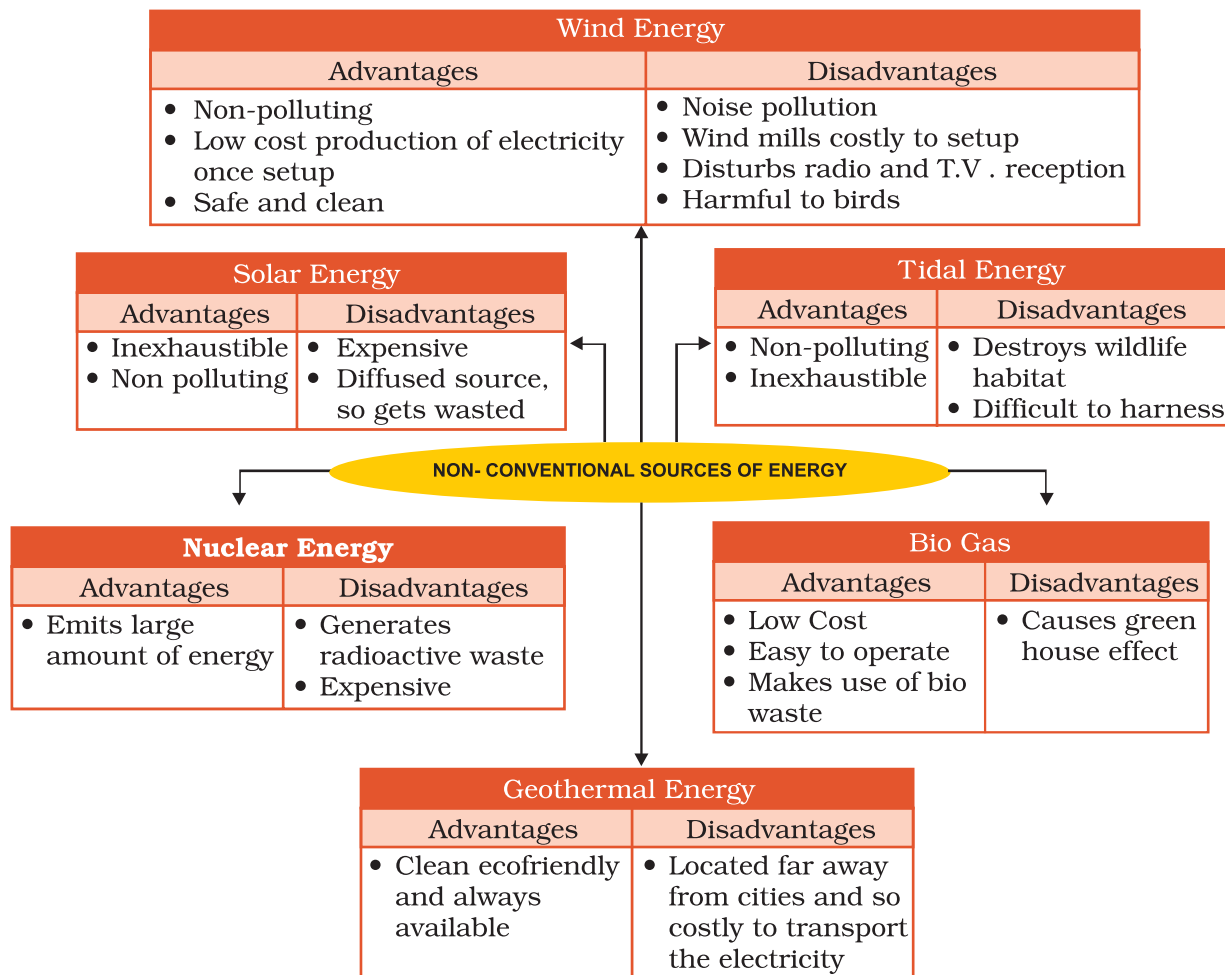 Wind Energy
Advantages
Disadvantages
• Non-polluting
• Low cost production of electricity
once setup
• Safe and clean
• Noise pollution
• Wind mills costly to setup
• Disturbs radio and T.V . reception
• Harmful to birds
Solar Energy
Advantages
Disadvantages
• Inexhaustible
• Non polluting
• Expensive
• Diffused source,
so gets wasted
Tidal Energy
Advantages
Disadvantages
• Non-polluting
• Inexhaustible
• Destroys wildlife
habitat
• Difficult to harness
NON- CONVENTIONAL SOURCES OF ENERGY
Nuclear Energy
Advantages
Disadvantages
• Emits large
amount of energy
• Generates
radioactive waste
• Expensive
Bio Gas
Advantages
Disadvantages
• Low Cost
• Easy to operate
• Makes use of bio
waste
• Causes green
house effect
Geothermal Energy
Advantages
Disadvantages
• Clean ecofriendly
and always
available
• Located far away
from cities and so
costly to transport
the electricity